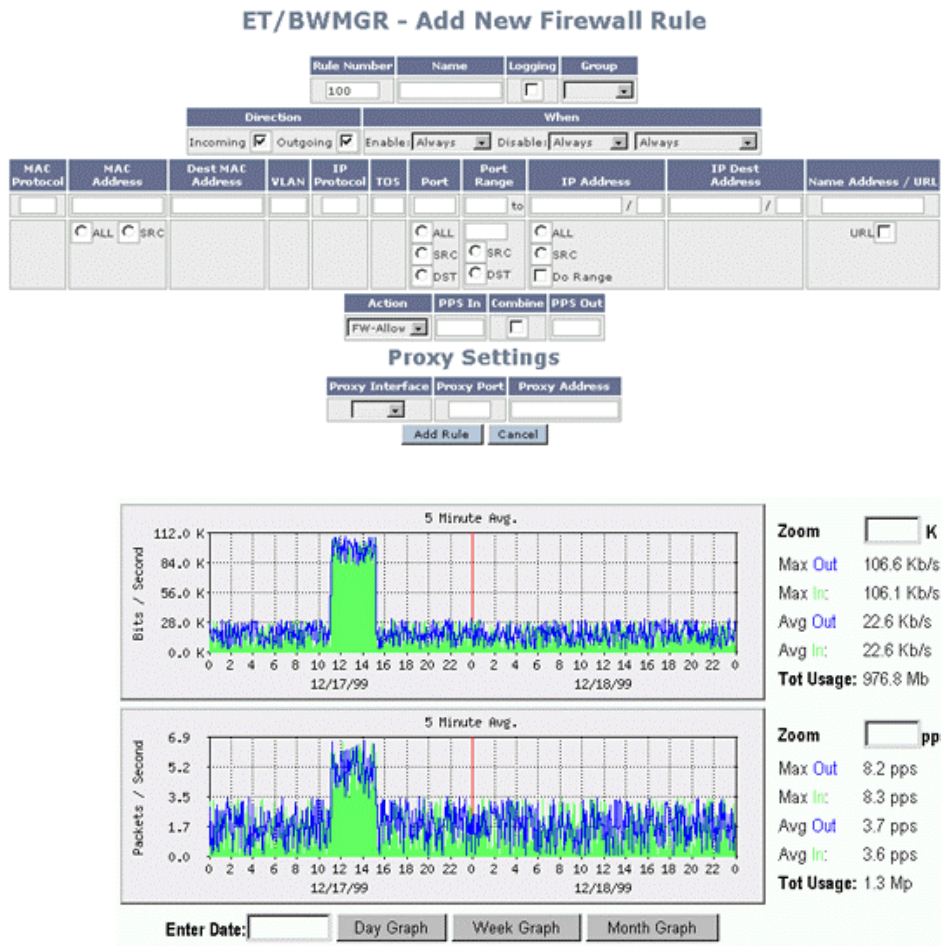 ET/BWMGR - Add New Firewall Rule
Rule Number Name Logging Group
100
Direction When
Incoming Outgoing Enable: Always Disable: Always Always
MAC Protocol MAC Address Dest MAC Address VLAN IP Protocol TOS Port Port Range IP Address IP Dest Address Name Address / URL
to / /
ALL SRC ALL ALL URL
SRC SRC SRC
DST DST Do Range
Action PPS In Combine PPS Out
FW-Allow
Proxy Settings
Proxy Interface Proxy Port Proxy Address
Add Rule Cancel
5 Minute Avg.
Bits / Second
112.0 K
84.0 K
56.0 K
28.0 K
0.0 K
0 2 4 6 8 10 12 14 16 18 20 22 0 2 4 6 8 10 12 14 16 18 20 22 0
12/17/99 12/18/99
Zoom K
Max Out 106.6 Kb/s
Max In: 106.1 Kb/s
Avg Out 22.6 Kb/s
Avg In: 22.6 Kb/s
Tot Usage: 976.8 Mb
5 Minute Avg.
Packets / Second
6.9
5.2
3.5
1.7
0.0
0 2 4 6 8 10 12 14 16 18 20 22 0 2 4 6 8 10 12 14 16 18 20 22 0
12/17/99 12/18/99
Zoom pp
Max Out 8.2 pps
Max In: 8.3 pps
Avg Out 3.7 pps
Avg In: 3.6 pps
Tot Usage: 1.3 Mp
Enter Date: Day Graph Week Graph Month Graph